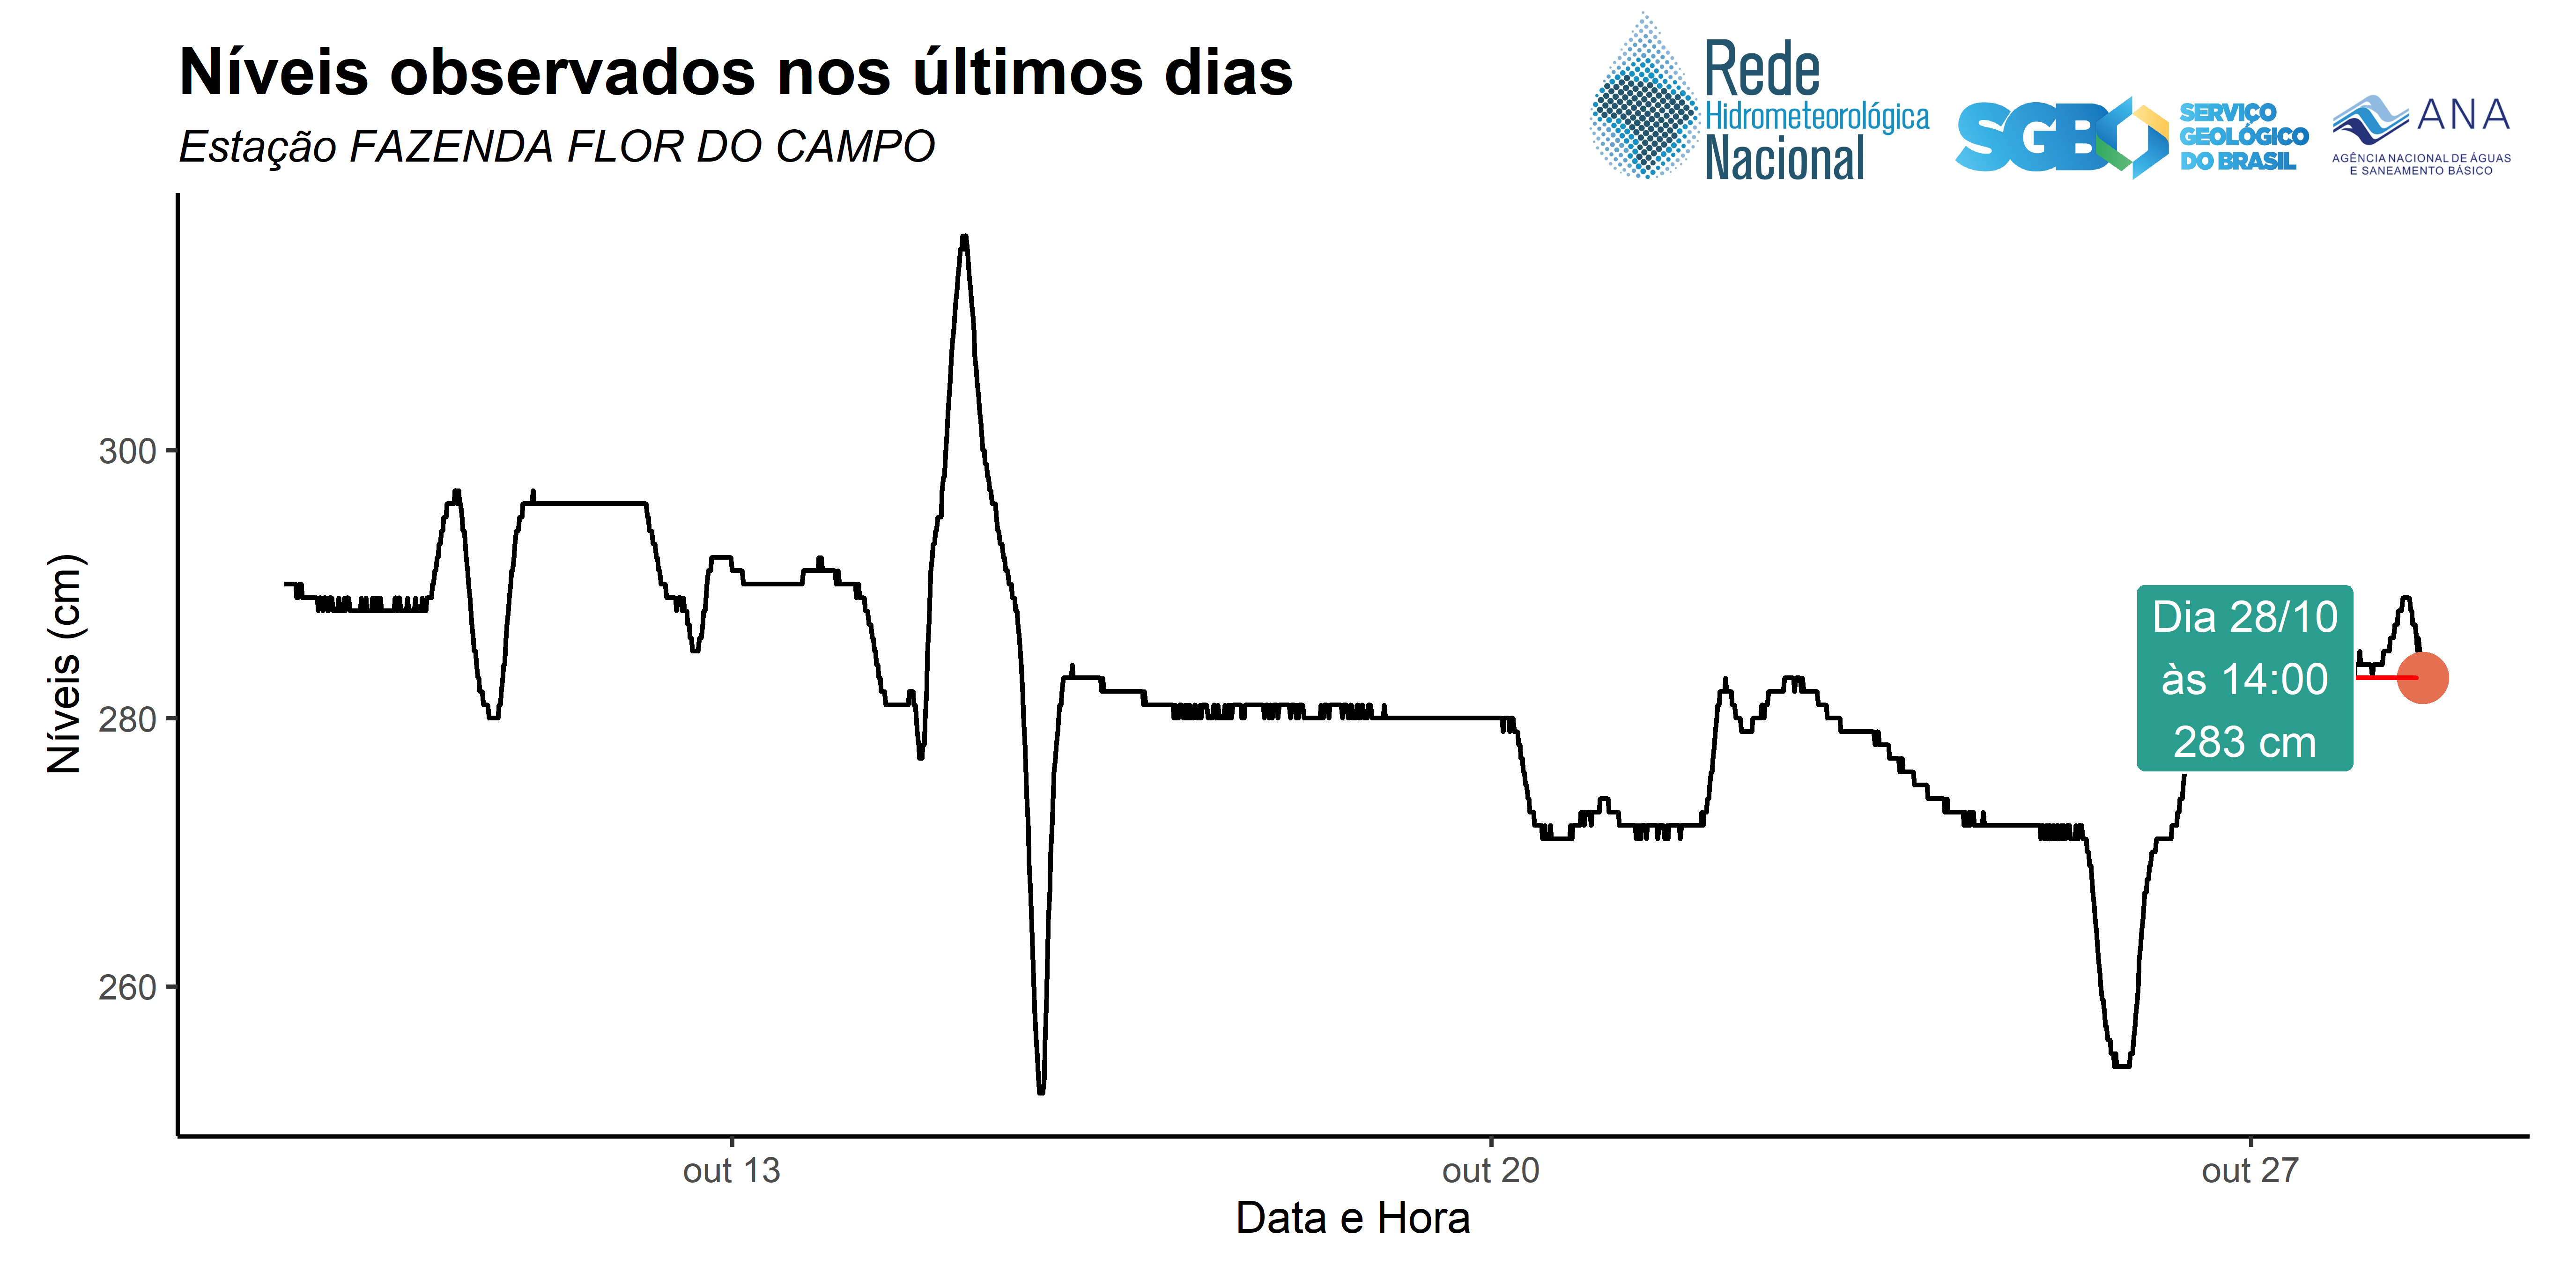 Níveis observados nos últimos dias
Estação FAZENDA FLOR DO CAMPO
Rede
Hidrometeorológica
Nacional
SGB
SERVIÇO
GEOLÓGICO
DO BRASIL
ANA
AGÊNCIA NACIONAL DE ÁGUAS
E SANEAMENTO BÁSICO
Níveis (cm)
300
280
260
Dia 28/10
às 14:00
283 cm
out 13
out 20
out 27
Data e Hora